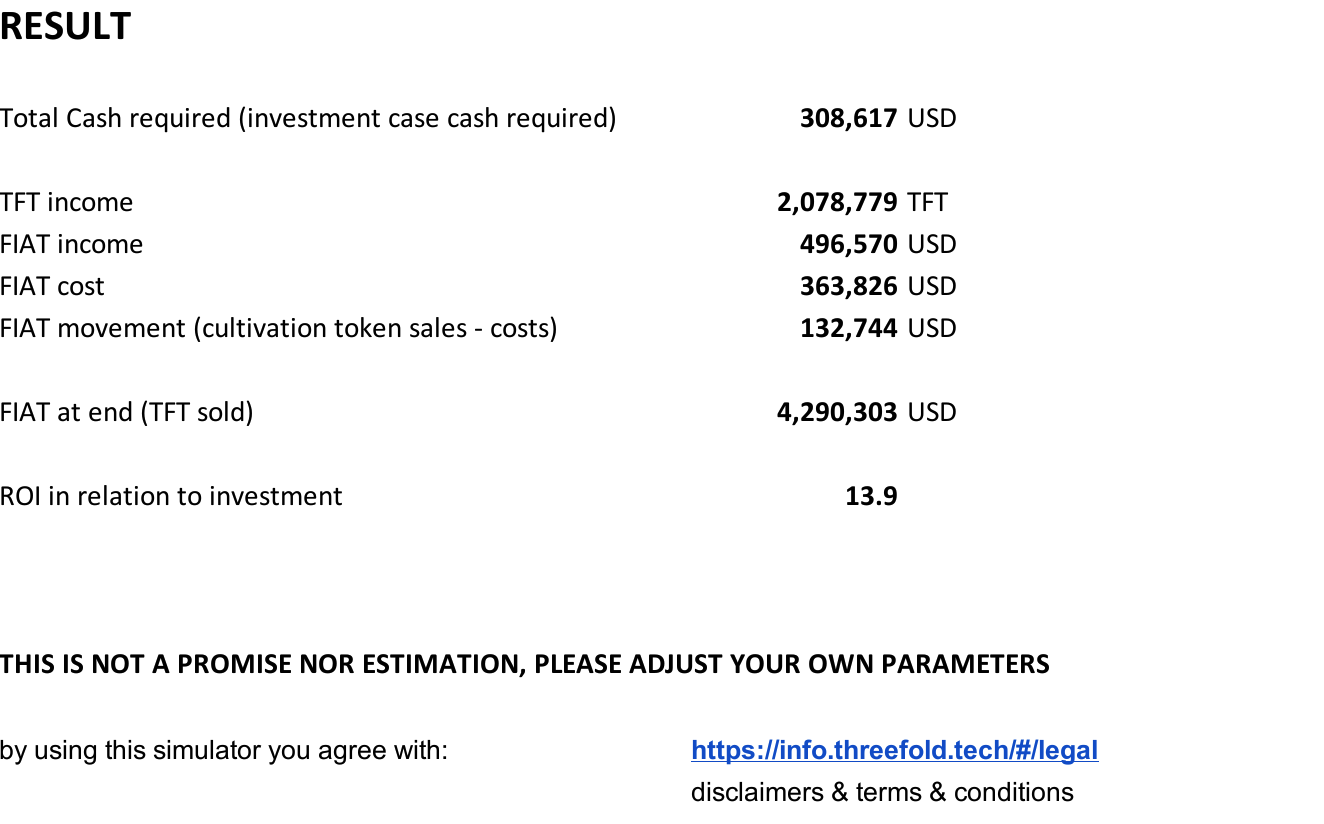 RESULT
Total Cash required (investment case cash required) 308,617 USD
TFT income 2,078,779 TFT
FIAT income 496,570 USD
FIAT cost 363,826 USD
FIAT movement (cultivation token sales - costs) 132,744 USD
FIAT at end (TFT sold) 4,290,303 USD
ROI in relation to investment 13.9
THIS IS NOT A PROMISE NOR ESTIMATION, PLEASE ADJUST YOUR OWN PARAMETERS
by using this simulator you agree with: https://info.threefold.tech/#/legal
disclaimers & terms & conditions